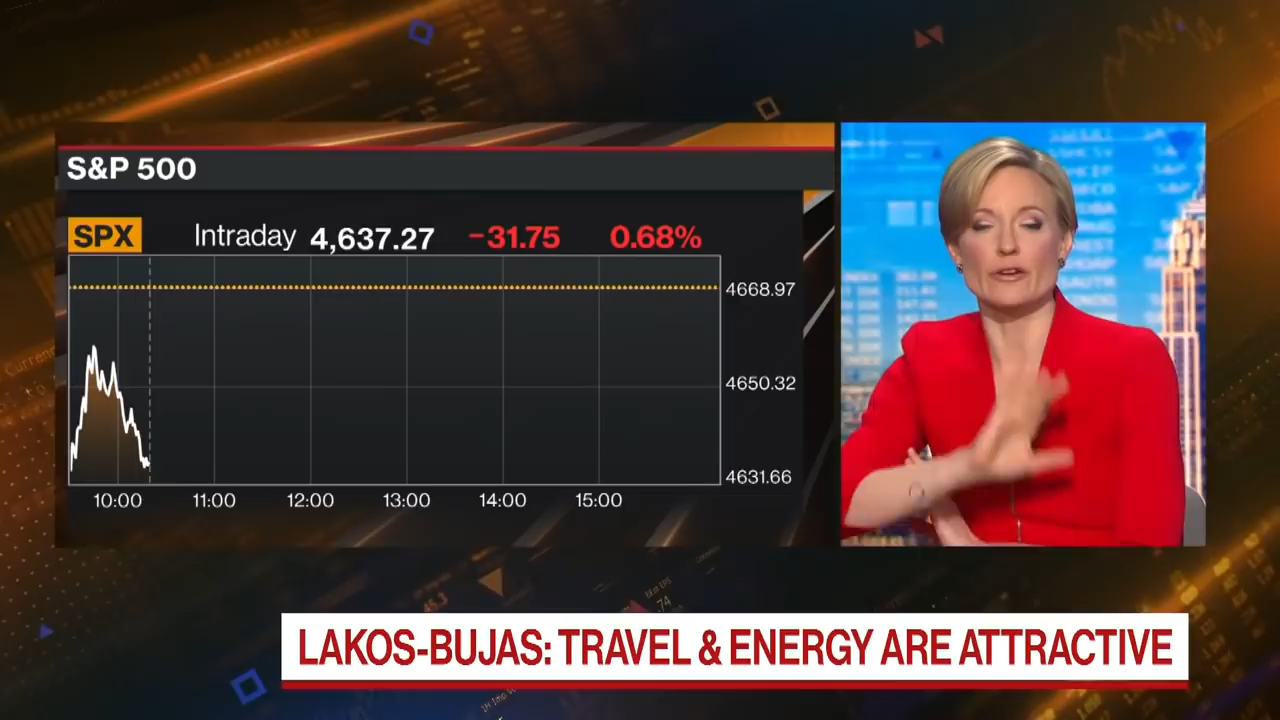 S&P 500
SPX Intraday 4,637.27 -31.75 0.68%
4668.97
4650.32
4631.66
10:00 11:00 12:00 13:00 14:00 15:00
LAKOS-BUJAS: TRAVEL & ENERGY ARE ATTRACTIVE